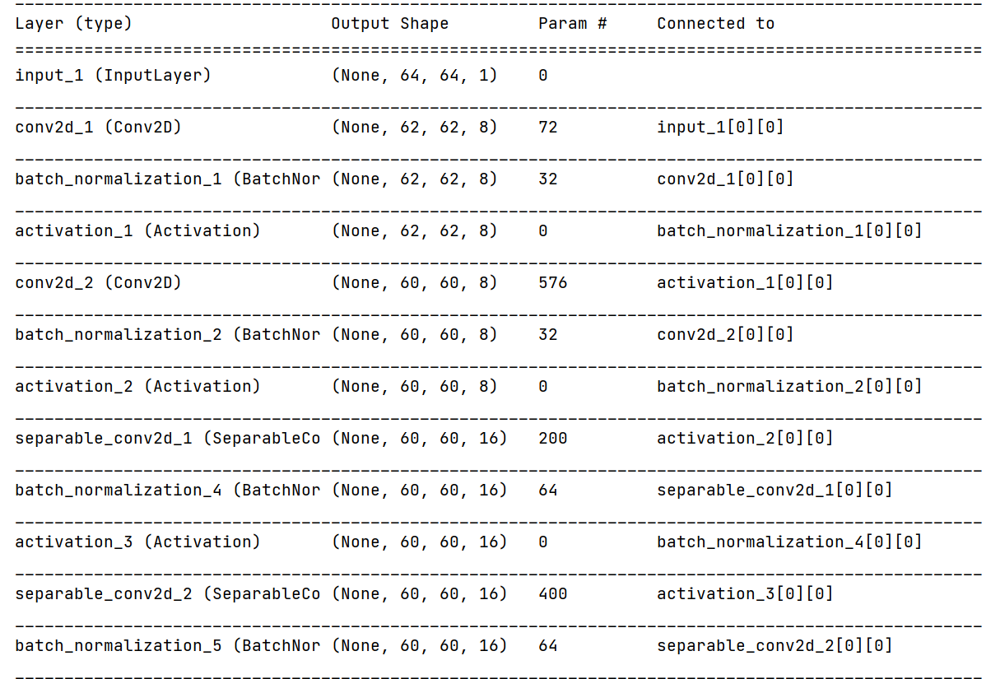 Layer (type)                    Output Shape         Param #     Connected to
==================================================================================================
input_1 (InputLayer)            (None, 64, 64, 1)    0
__________________________________________________________________________________________________
conv2d_1 (Conv2D)               (None, 62, 62, 8)    72          input_1[0][0]
__________________________________________________________________________________________________
batch_normalization_1 (BatchNor (None, 62, 62, 8)    32          conv2d_1[0][0]
__________________________________________________________________________________________________
activation_1 (Activation)       (None, 62, 62, 8)    0           batch_normalization_1[0][0]
__________________________________________________________________________________________________
conv2d_2 (Conv2D)               (None, 60, 60, 8)    576         activation_1[0][0]
__________________________________________________________________________________________________
batch_normalization_2 (BatchNor (None, 60, 60, 8)    32          conv2d_2[0][0]
__________________________________________________________________________________________________
activation_2 (Activation)       (None, 60, 60, 8)    0           batch_normalization_2[0][0]
__________________________________________________________________________________________________
separable_conv2d_1 (SeparableCo (None, 60, 60, 16)   200         activation_2[0][0]
__________________________________________________________________________________________________
batch_normalization_4 (BatchNor (None, 60, 60, 16)   64          separable_conv2d_1[0][0]
__________________________________________________________________________________________________
activation_3 (Activation)       (None, 60, 60, 16)   0           batch_normalization_4[0][0]
__________________________________________________________________________________________________
separable_conv2d_2 (SeparableCo (None, 60, 60, 16)   400         activation_3[0][0]
__________________________________________________________________________________________________
batch_normalization_5 (BatchNor (None, 60, 60, 16)   64          separable_conv2d_2[0][0]
__________________________________________________________________________________________________